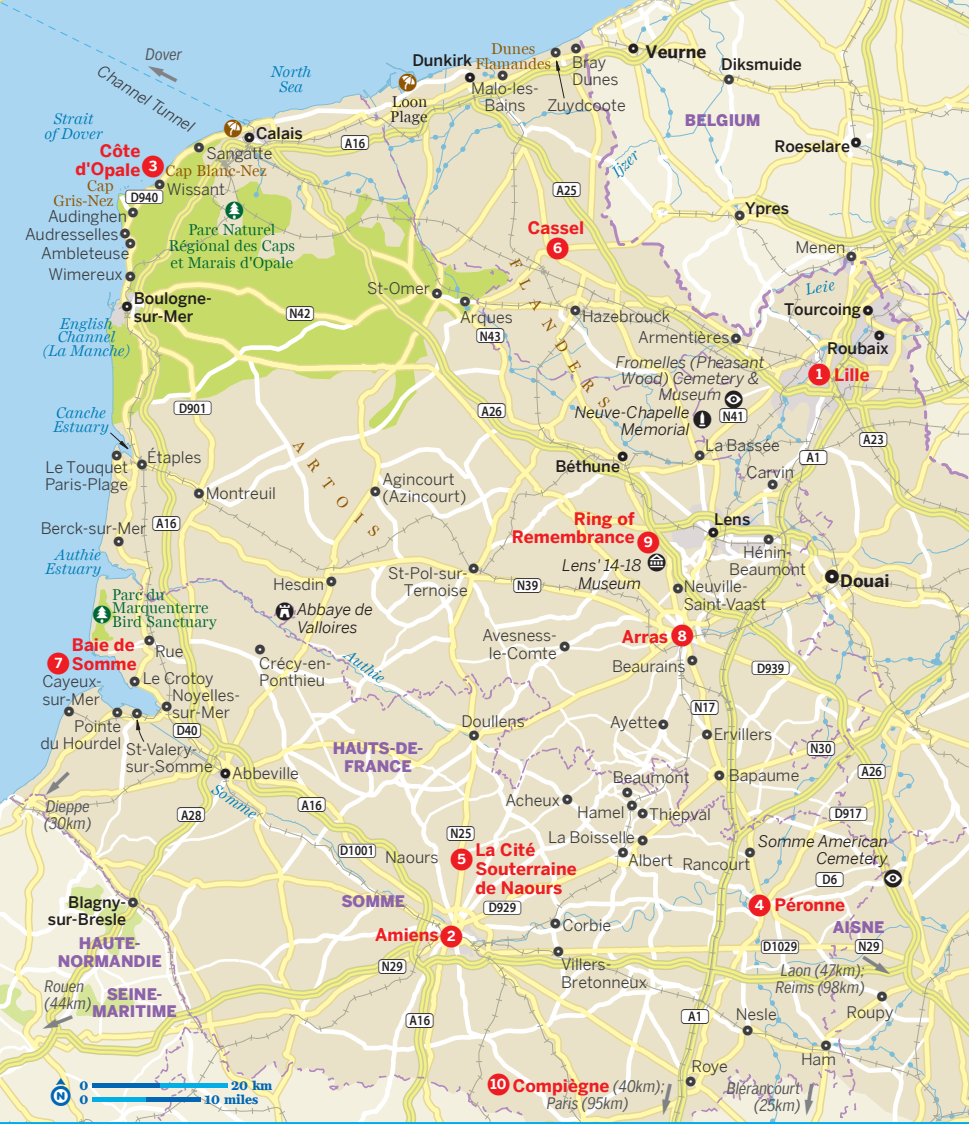 Dover
Channel Tunnel
North
Sea
Strait
of Dover
Loon
Plage
Dunkirk
Dunes
Flamandes
Malo-les-
Bains
Bray
Dunes
Zuydcoote
Veurne
Diksmuide
BELGIUM
Roeselare
Ijzer
Ypres
Menen
Leie
Calais
Sangatte
A16
A25
Côte
d'Opale
3
Cap Blanc-Nez
Cap
Gris-Nez
Wissant
D940
Audinghen
Audresselles
Ambleteuse
Wimereux
Parc Naturel
Régional des Caps
et Marais d'Opale
Cassel
6
FLANDERS
Boulogne-
sur-Mer
N42
St-Omer
Arques
N43
Hazebrouck
Armentières
Tourcoing
Roubaix
1 Lille
English
Channel
(La Manche)
Fromelles (Pheasant
Wood) Cemetery &
Museum
Neuve-Chapelle
Memorial
N41
La Bassée
D901
A26
A23
A1
Canche
Estuary
Étaples
Le Touquet
Paris-Plage
Montreuil
ARTOIS
Agincourt
(Azincourt)
Béthune
Carvin
Berck-sur-Mer
A16
Authie
Estuary
Ring of
Remembrance
9
Lens
Lens' 14-18
Museum
Hénin-
Beaumont
Douai
Hesdin
St-Pol-sur-
Ternoise
N39
Neuville-
Saint-Vaast
Parc du
Marquenterre
Bird Sanctuary
Abbaye de
Valloires
Avesness-
le-Comte
Arras 8
Beaurains
D939
Baie de
Somme
7
Rue
Crécy-en-
Ponthieu
Authie
Cayeux-
sur-Mer
Le Crotoy
Noyelles-
sur-Mer
Pointe
du Hourdel
D40
St-Valery-
sur-Somme
Abbeville
Doullens
HAUTS-DE-
FRANCE
Ayette
N17
Ervillers
N30
A26
Bapaume
Beaumont
Acheux
Hamel
Thiepval
La Boisselle
Albert
D917
Dieppe
(30km)
Somme
A28
A16
D1001
Naours
N25
5
La Cité
Souterraine
de Naours
Rancourt
Somme American
Cemetery
D6
Blagny-
sur-Bresle
SOMME
D929
Amiens 2
Corbie
4 Péronne
AISNE
D1029
N29
HAUTE-
NORMANDIE
N29
Villers-
Bretonneux
Laon (47km);
Reims (98km)
Rouen
(44km)
SEINE-
MARITIME
A16
A1
Nesle
Roupy
Ham
Roye
10 Compiègne (40km);
Paris (95km)
Blérancourt
(25km)
N
0 20 km
0 10 miles